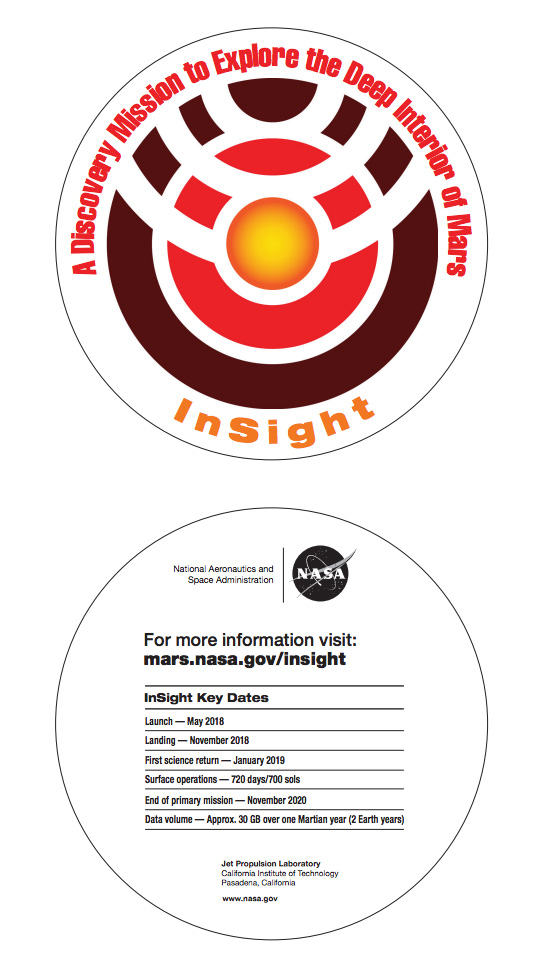 A Discovery Mission to Explore the Deep Interior of Mars
InSight
National Aeronautics and
Space Administration
NASA
For more information visit:
mars.nasa.gov/insight
InSight Key Dates
Launch — May 2018
Landing — November 2018
First science return — January 2019
Surface operations — 720 days/700 sols
End of primary mission — November 2020
Data volume — Approx. 30 GB over one Martian year (2 Earth years)
Jet Propulsion Laboratory
California Institute of Technology
Pasadena, California
www.nasa.gov